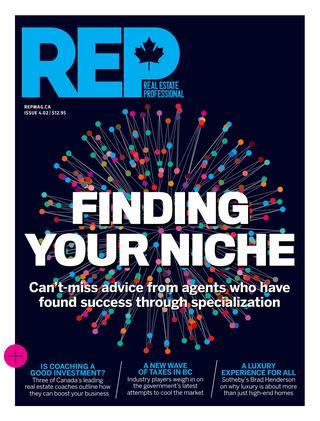 REP
REAL ESTATE
PROFESSIONAL
REPMAG.CA
ISSUE 4.02 | $12.95
FINDING
YOUR NICHE
Can't-miss advice from agents who have
found success through specialization
IS COACHING A
GOOD INVESTMENT?
Three of Canada's leading
real estate coaches outline how
they can boost your business
A NEW WAVE
OF TAXES IN BC
Industry players weigh in on
the government's latest
attempts to cool the market
A LUXURY
EXPERIENCE FOR ALL
Sotheby's Brad Henderson
on why luxury is about more
than just high-end homes